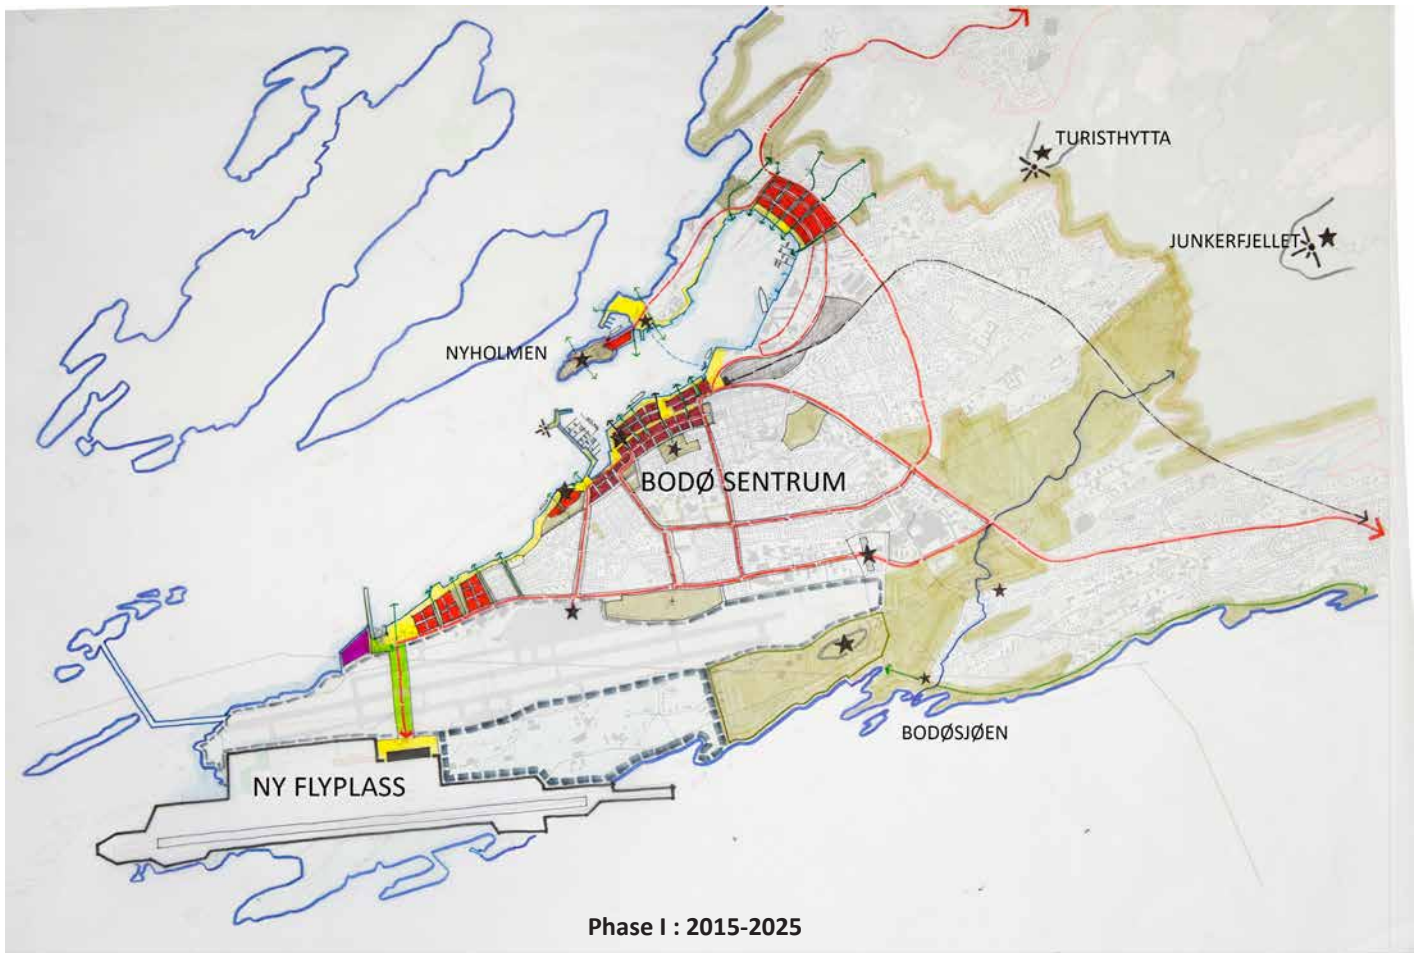 TURISTHYTTA
JUNKERFJELLET
NYHOLMEN
BODØ SENTRUM
BODØSJØEN
NY FLYPLASS
Phase I : 2015-2025